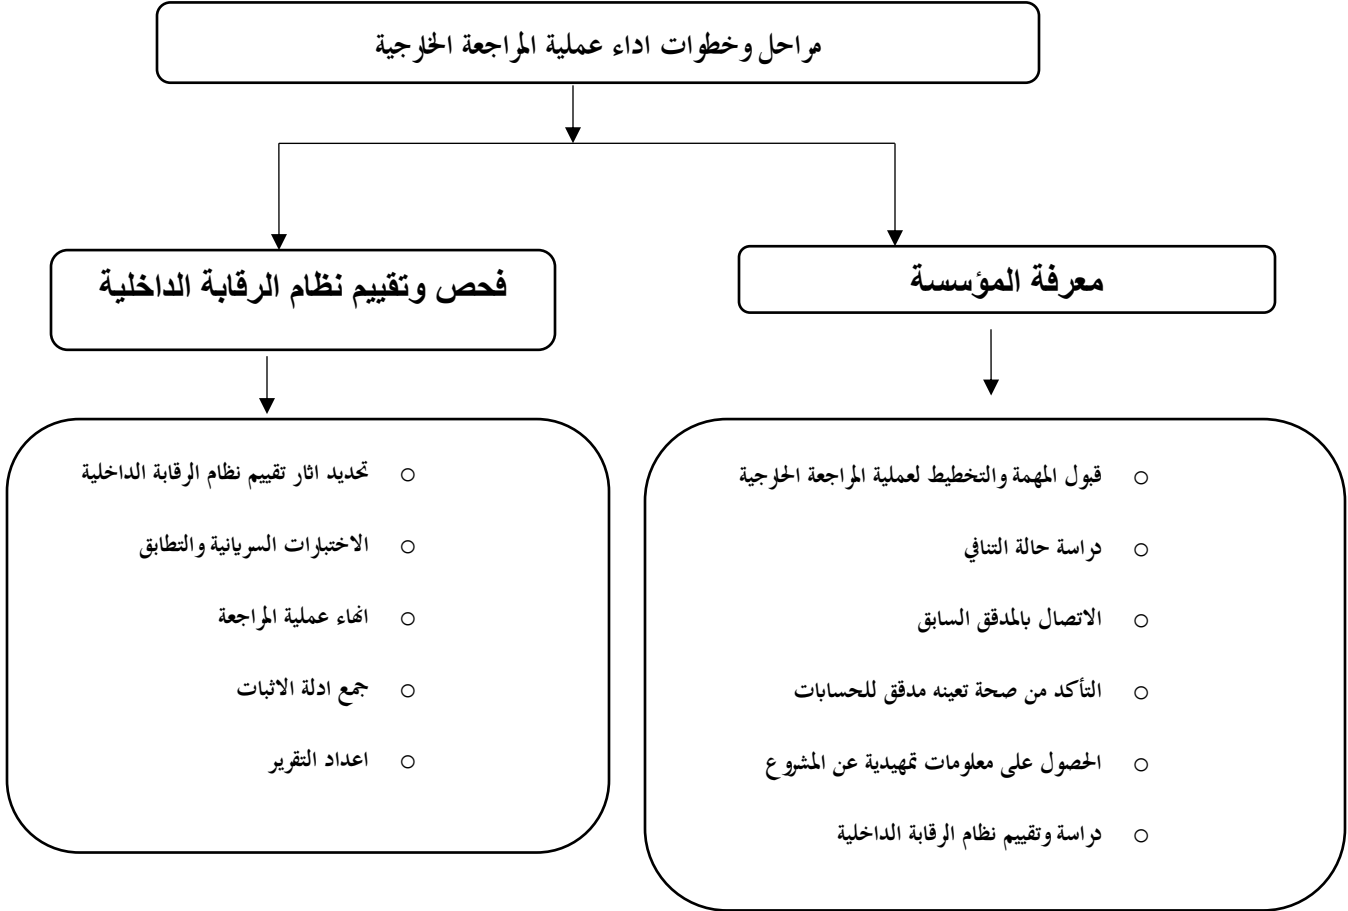 مراحل وخطوات اداء عملية المراجعة الخارجية
معرفة المؤسسة
○ قبول المهمة والتخطيط لعملية المراجعة الخارجية
○ دراسة حالة التنافي
○ الاتصال بالمدقق السابق
○ التأكد من صحة تعينه مدقق للحسابات
○ الحصول على معلومات تمهيدية عن المشروع
○ دراسة وتقييم نظام الرقابة الداخلية
فحص وتقييم نظام الرقابة الداخلية
○ تحديد اثار تقييم نظام الرقابة الداخلية
○ الاختبارات السريانية والتطابق
○ انهاء عملية المراجعة
○ جمع ادلة الاثبات
○ اعداد التقرير